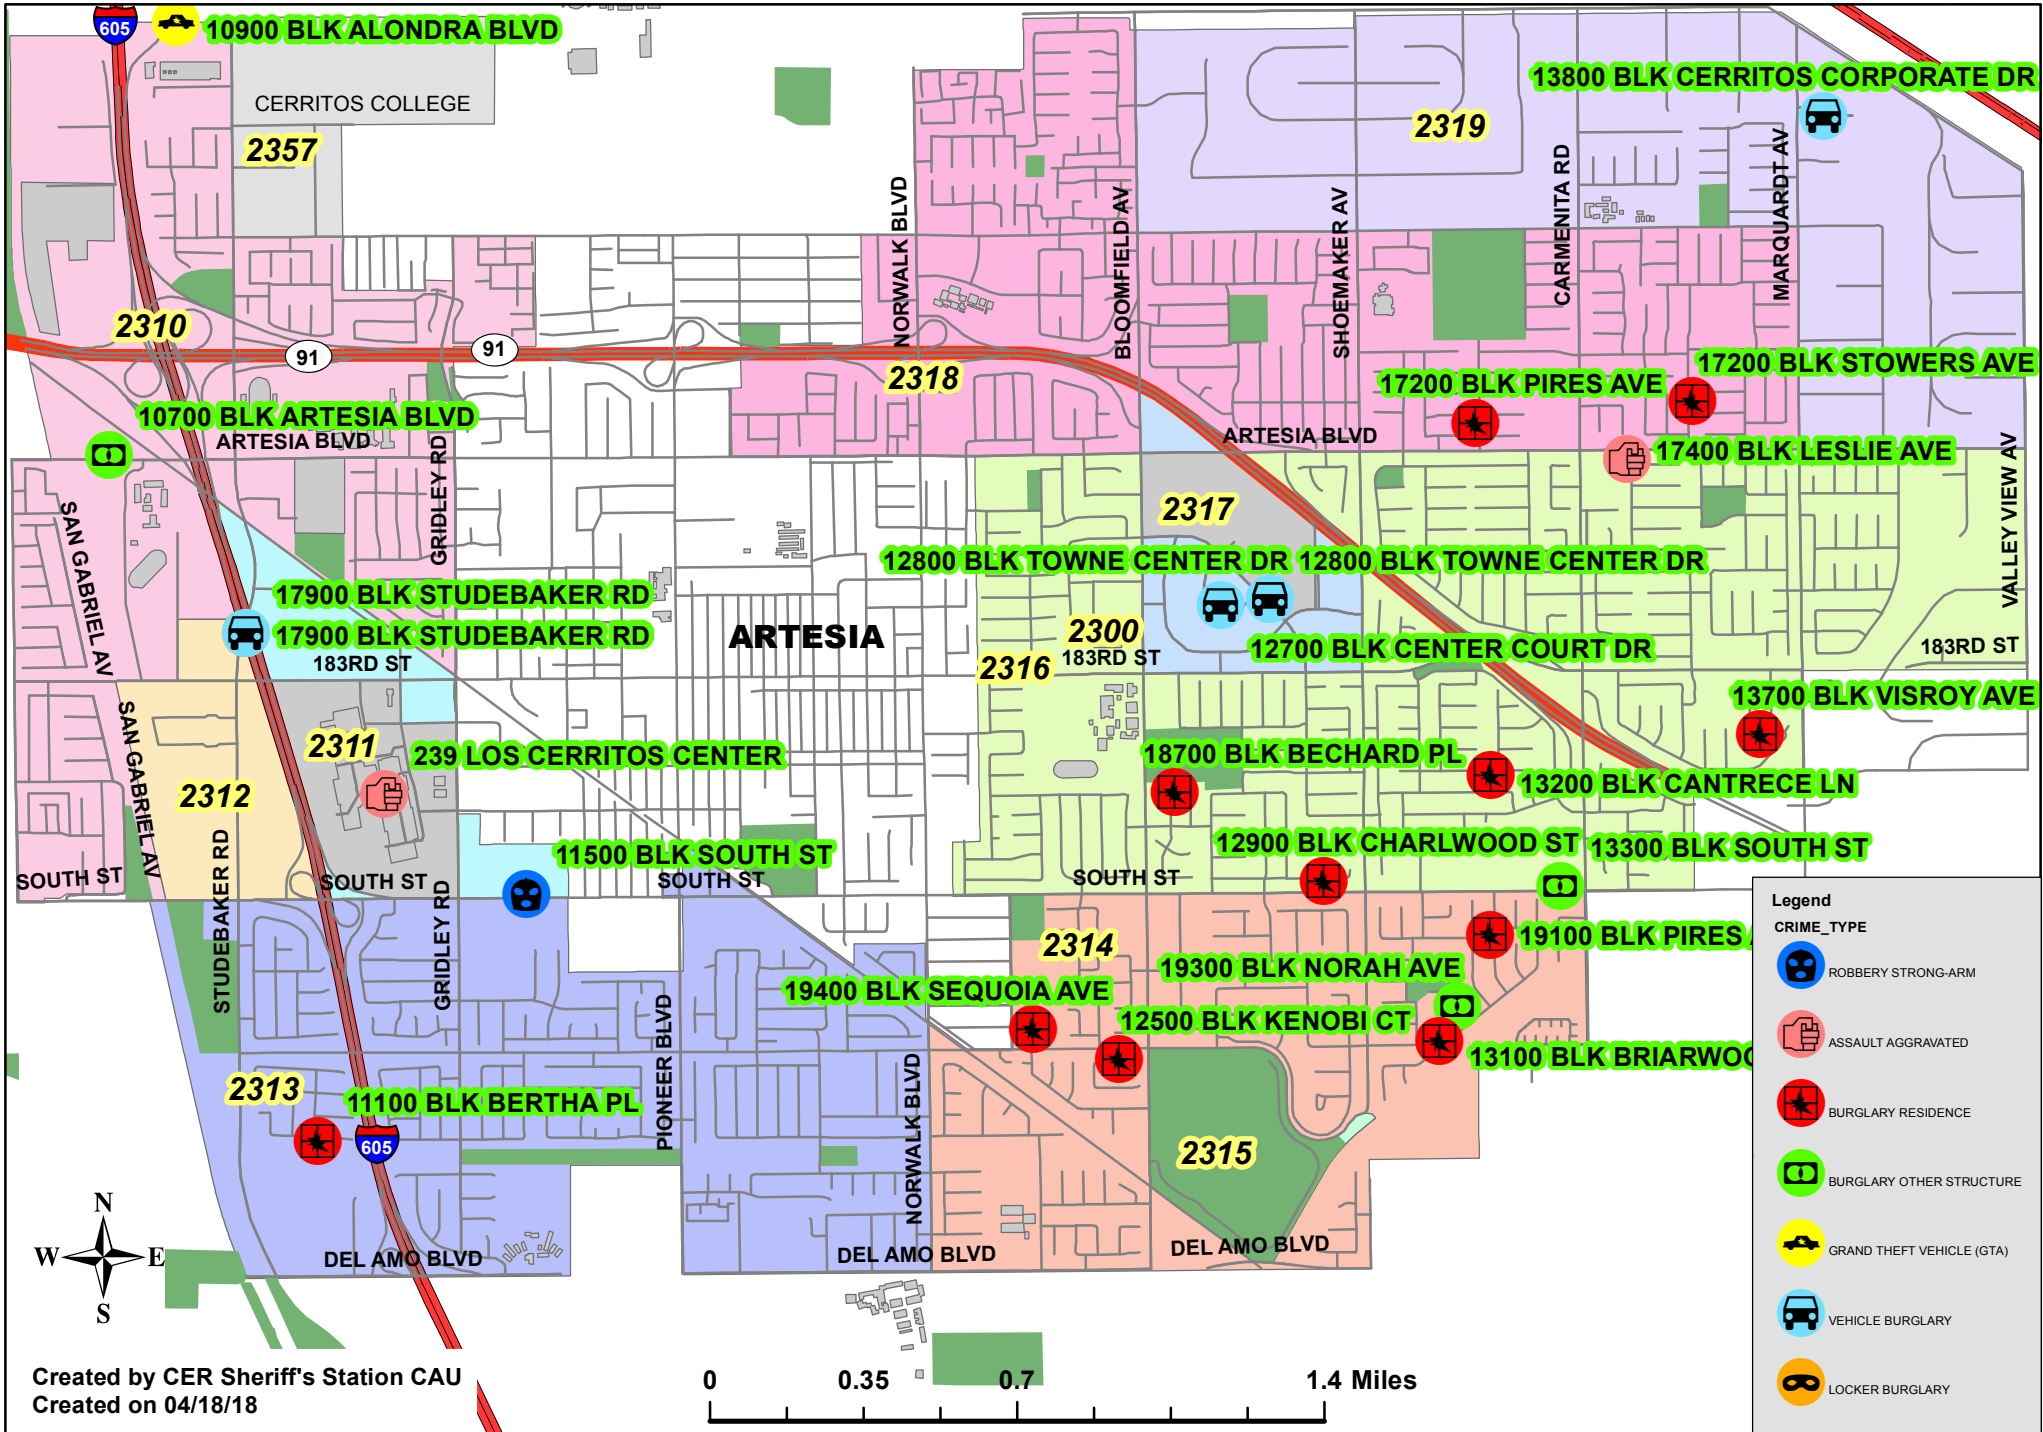 605
10900 BLK ALONDRA BLVD
CERRITOS COLLEGE
2357
13800 BLK CERRITOS CORPORATE DR
2319
NORWALK BLVD
BLOOMFIELD AV
SHOEMAKER AV
CARMENITA RD
MARQUARDT AV
2310
91
91
2318
17200 BLK PIRES AVE
17200 BLK STOWERS AVE
10700 BLK ARTESIA BLVD
ARTESIA BLVD
ARTESIA BLVD
17400 BLK LESLIE AVE
GRIDLEY RD
SAN GABRIEL AV
2317
VALLEY VIEW AV
12800 BLK TOWNE CENTER DR
12800 BLK TOWNE CENTER DR
17900 BLK STUDEBAKER RD
17900 BLK STUDEBAKER RD
ARTESIA
2300
183RD ST
183RD ST
183RD ST
2316
12700 BLK CENTER COURT DR
13700 BLK VISROY AVE
SAN GABRIEL AV
2311
239 LOS CERRITOS CENTER
18700 BLK BECHARD PL
13200 BLK CANTRECE LN
2312
STUDEBAKER RD
11500 BLK SOUTH ST
12900 BLK CHARLWOOD ST
13300 BLK SOUTH ST
SOUTH ST
SOUTH ST
SOUTH ST
SOUTH ST
GRIDLEY RD
2314
19100 BLK PIRES
19300 BLK NORAH AVE
19400 BLK SEQUOIA AVE
12500 BLK KENOBI CT
13100 BLK BRIARWOO
PIONEER BLVD
NORWALK BLVD
2313
11100 BLK BERTHA PL
605
2315
DEL AMO BLVD
DEL AMO BLVD
DEL AMO BLVD
N
W E
S
Created by CER Sheriff's Station CAU
Created on 04/18/18
0 0.35 0.7 1.4 Miles
Legend
CRIME_TYPE
ROBBERY STRONG-ARM
ASSAULT AGGRAVATED
BURGLARY RESIDENCE
BURGLARY OTHER STRUCTURE
GRAND THEFT VEHICLE (GTA)
VEHICLE BURGLARY
LOCKER BURGLARY